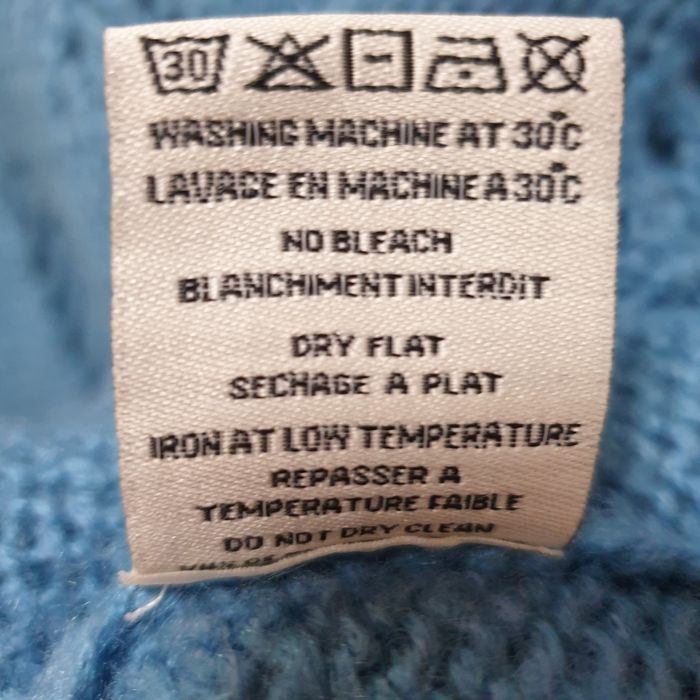 30
WASHING MACHINE AT 30°C
LAVAGE EN MACHINE A 30°C
NO BLEACH
BLANCHIMENT INTERDIT
DRY FLAT
SECHAGE A PLAT
IRON AT LOW TEMPERATURE
REPASSER A
TEMPERATURE FAIBLE
DO NOT DRY CLEAN